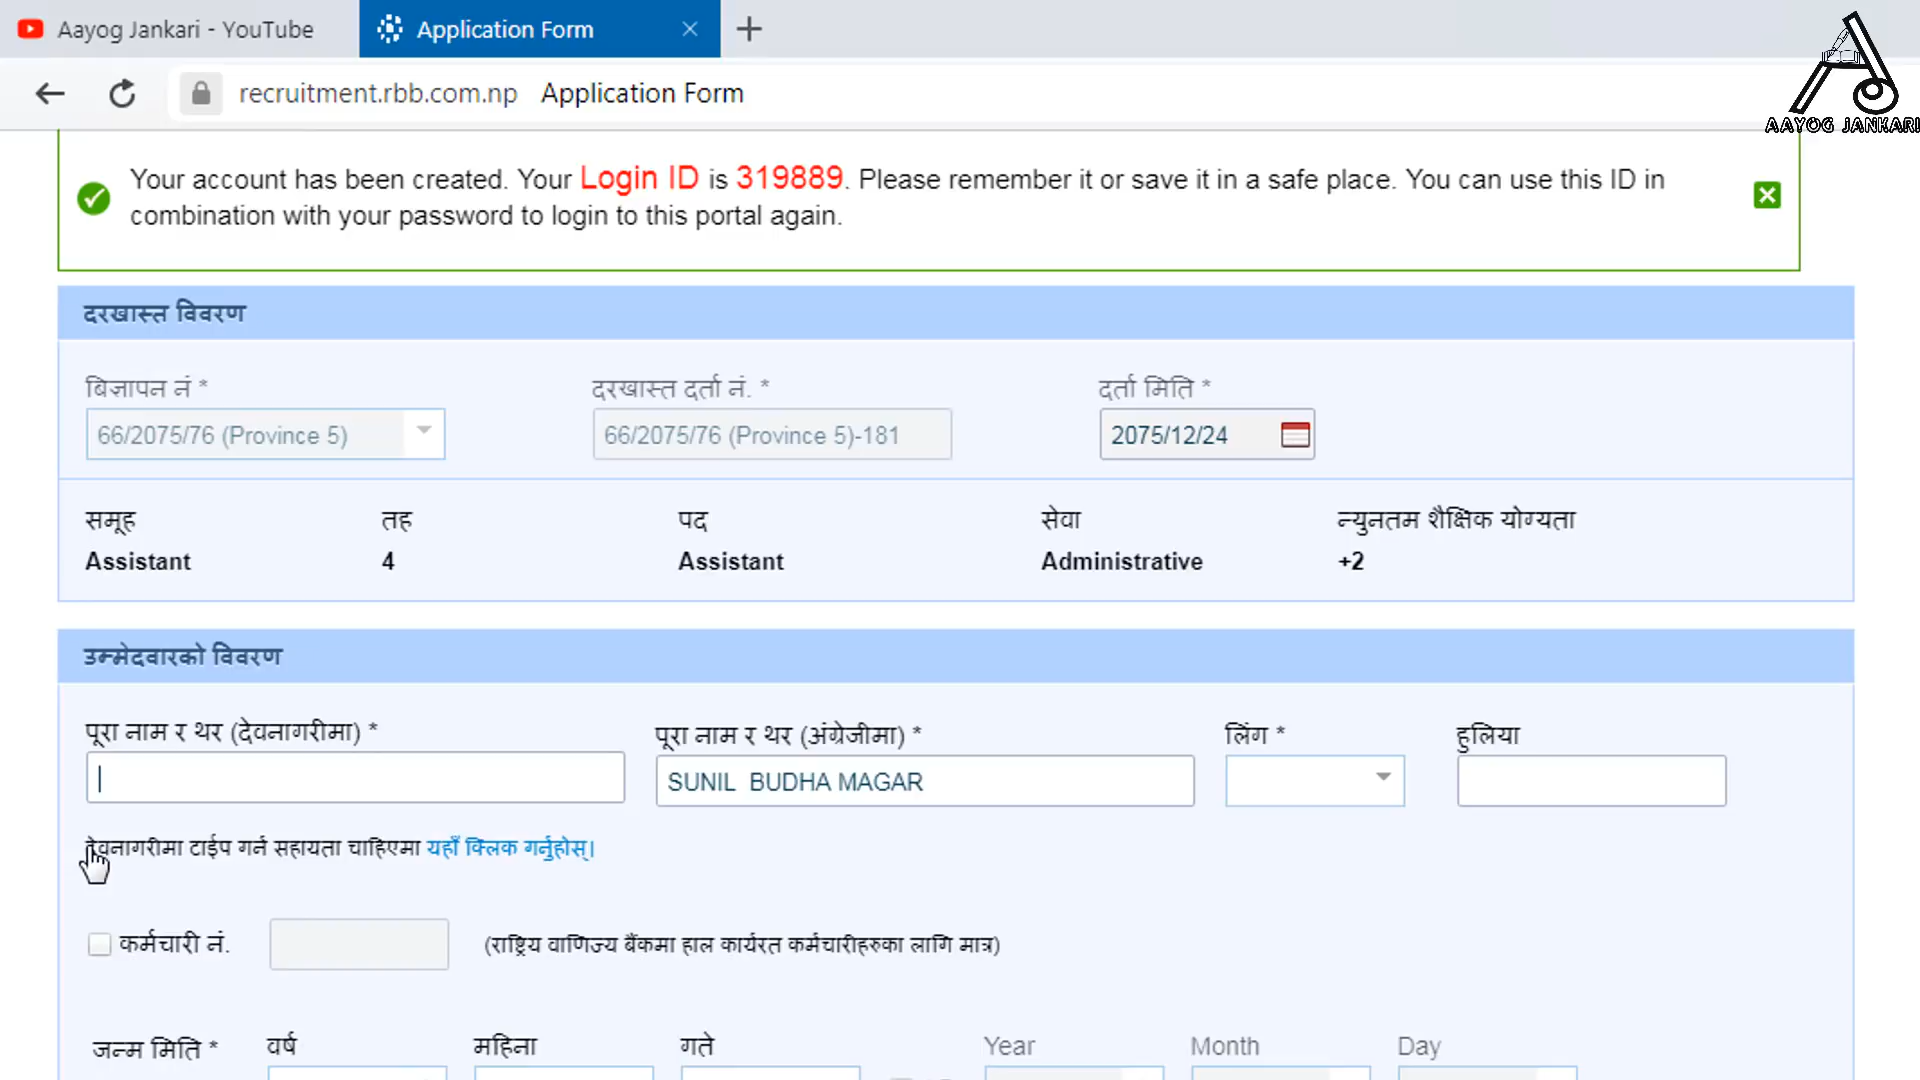 Aayog Jankari - YouTube
Application Form
recruitment.rbb.com.np Application Form
AAYOG JANKARI
Your account has been created. Your Login ID is 319889. Please remember it or save it in a safe place. You can use this ID in
combination with your password to login to this portal again.
दरखास्त विवरण
बिज्ञापन नं * दरखास्त दर्ता नं. * दर्ता मिति *
66/2075/76 (Province 5) 66/2075/76 (Province 5)-181 2075/12/24
समूह तह पद सेवा न्युनतम शैक्षिक योग्यता
Assistant 4 Assistant Administrative +2
उम्मेदवारको विवरण
पूरा नाम र थर (देवनागरीमा) * पूरा नाम र थर (अंग्रेजीमा) * लिंग * हुलिया
SUNIL BUDHA MAGAR
देवनागरीमा टाईप गर्न सहायता चाहिएमा यहाँ क्लिक गर्नुहोस्।
कर्मचारी नं. (राष्ट्रिय वाणिज्य बैंकमा हाल कार्यरत कर्मचारीहरुका लागि मात्र)
जन्म मिति * वर्ष महिना गते Year Month Day